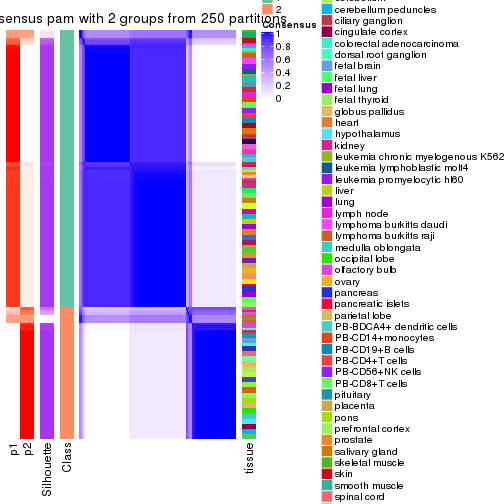 sensus pam with 2 groups from 250 partitions
2
Consensus
1
0.8
0.6
0.4
0.2
0
p1
p2
Silhouette
Class
tissue
cerebellum peduncles
ciliary ganglion
cingulate cortex
colorectal adenocarcinoma
dorsal root ganglion
fetal brain
fetal liver
fetal lung
fetal thyroid
globus pallidus
heart
hypothalamus
kidney
leukemia chronic myelogenous K562
leukemia lymphoblastic molt4
leukemia promyelocytic hl60
liver
lung
lymph node
lymphoma burkitts daudi
lymphoma burkitts raji
medulla oblongata
occipital lobe
olfactory bulb
ovary
pancreas
pancreatic islets
parietal lobe
PB-BDCA4+ dendritic cells
PB-CD14+monocytes
PB-CD19+B cells
PB-CD4+T cells
PB-CD56+NK cells
PB-CD8+T cells
pituitary
placenta
pons
prefrontal cortex
prostate
salivary gland
skeletal muscle
skin
smooth muscle
spinal cord